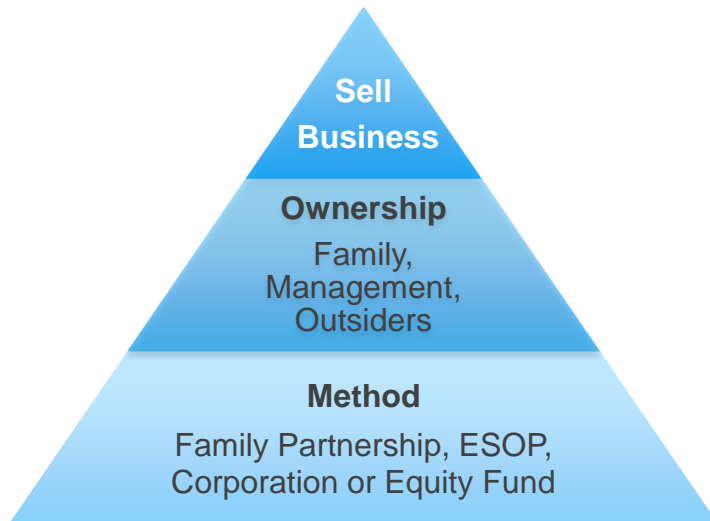 Sell
Business
Ownership
Family,
Management,
Outsiders
Method
Family Partnership, ESOP,
Corporation or Equity Fund